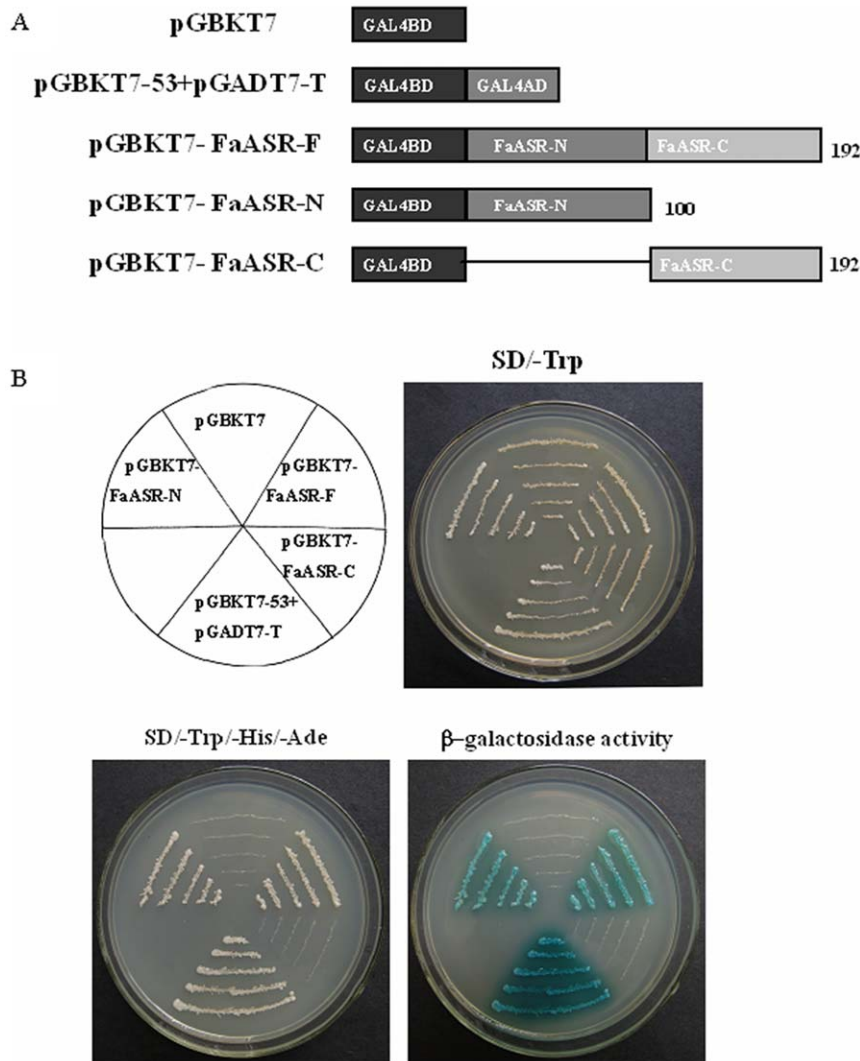 A
pGBKT7
GAL4BD
pGBKT7-53+pGADT7-T
GAL4BD GAL4AD
pGBKT7- FaASR-F
GAL4BD FaASR-N FaASR-C 192
pGBKT7- FaASR-N
GAL4BD FaASR-N 100
pGBKT7- FaASR-C
GAL4BD FaASR-C 192
B
pGBKT7
pGBKT7-
FaASR-F
pGBKT7-
FaASR-C
pGBKT7-53+
pGADT7-T
pGBKT7-
FaASR-N
SD/-Trp
SD/-Trp/-His/-Ade
β-galactosidase activity